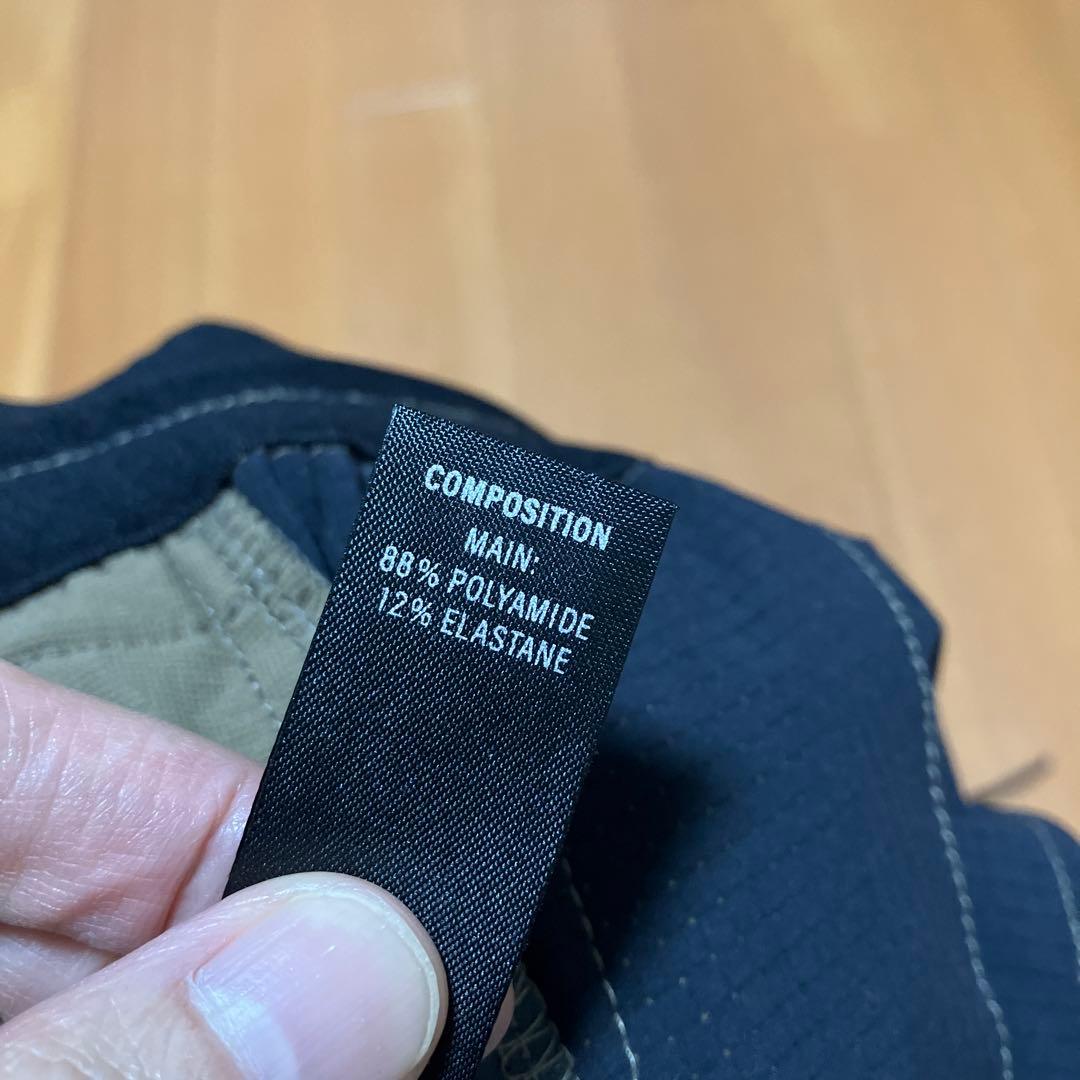 COMPOSITION
MAIN:
88% POLYAMIDE
12% ELASTANE